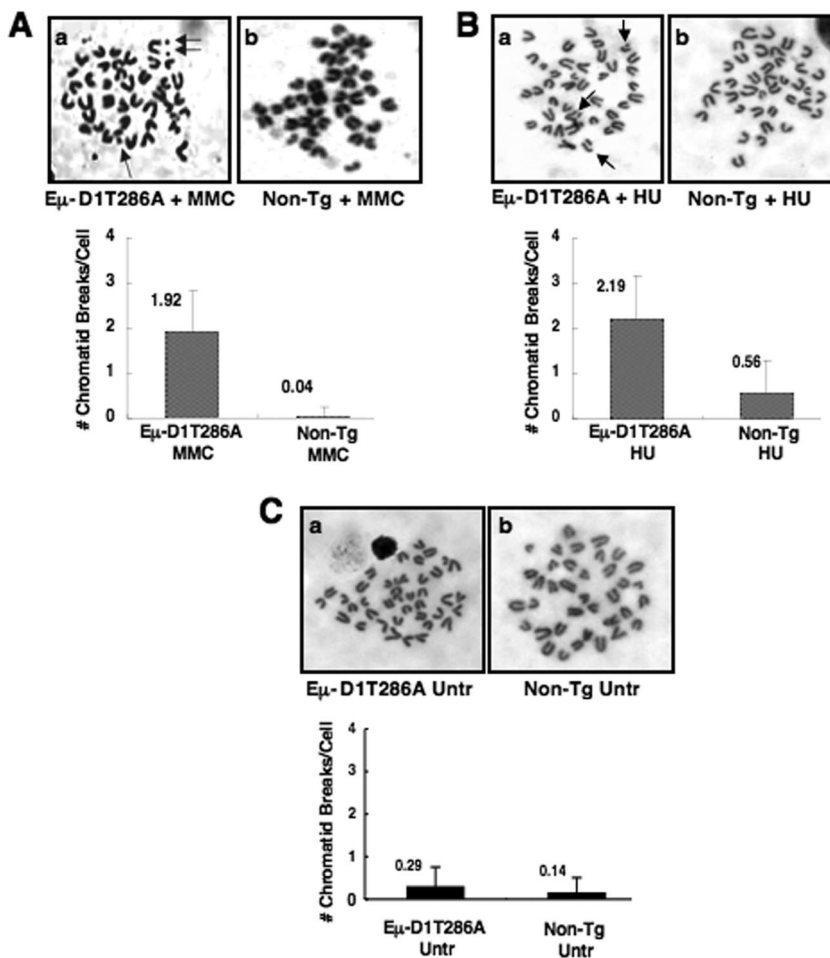 A
a
b
Eμ-D1T286A + MMC
Non-Tg + MMC
# Chromatid Breaks/Cell
4
3
2
1
0
1.92
0.04
Eμ-D1T286A
MMC
Non-Tg
MMC
B
a
b
Eμ-D1T286A + HU
Non-Tg + HU
# Chromatid Breaks/Cell
4
3
2
1
0
2.19
0.56
Eμ-D1T286A
HU
Non-Tg
HU
C
a
b
Eμ-D1T286A Untr
Non-Tg Untr
# Chromatid Breaks/Cell
4
3
2
1
0
0.29
0.14
Eμ-D1T286A
Untr
Non-Tg
Untr